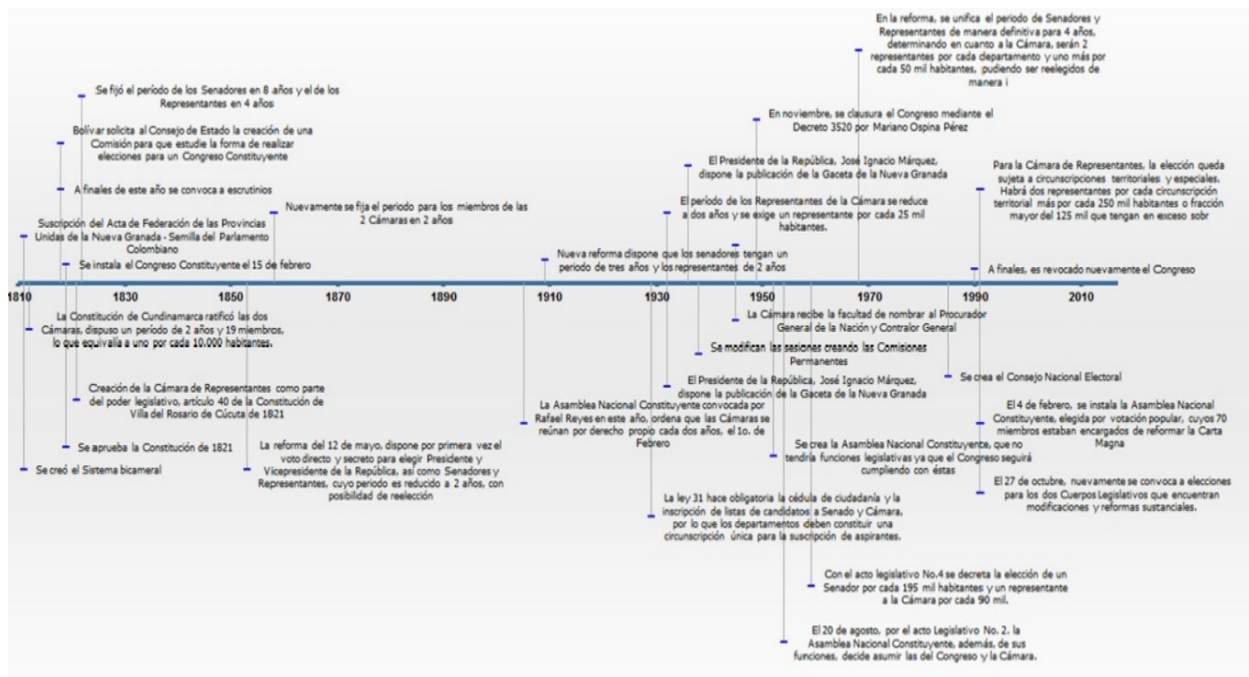 En la reforma, se unifica el periodo de Senadores y
Representantes de manera definitiva para 4 años,
determinando en cuanto a la Cámara, serán 2
representantes por cada departamento y uno más por
cada 50 mil habitantes, pudiendo ser reelegidos de
manera i
Se fijó el período de los Senadores en 8 años y el de los
Representantes en 4 años
En noviembre, se clausura el Congreso mediante el
Decreto 3520 por Mariano Ospina Pérez
Bolívar solicita al Consejo de Estado la creación de una
Comisión para que estudie la forma de realizar
elecciones para un Congreso Constituyente
El Presidente de la República, José Ignacio Márquez,
dispone la publicación de la Gaceta de la Nueva Granada
Para la Cámara de Representantes, la elección queda
sujeta a circunscripciones territoriales y especiales.
Habrá dos representantes por cada circunscripción
territorial más por cada 250 mil habitantes o fracción
mayor del 125 mil que tengan en exceso sobr
A finales de este año se convoca a escrutinios
Nuevamente se fija el periodo para los miembros de las
2 Cámaras en 2 años
El período de los Representantes de la Cámara se reduce
a dos años y se exige un representante por cada 25 mil
habitantes.
Suscripción del Acta de Federación de las Provincias
Unidas de la Nueva Granada - Semilla del Parlamento
Colombiano
Se instala el Congreso Constituyente el 15 de febrero
Nueva reforma dispone que los senadores tengan un
periodo de tres años y los representantes de 2 años
A finales, es revocado nuevamente el Congreso
1810 1830 1850 1870 1890 1910 1930 1950 1970 1990 2010
La Constitución de Cundinamarca ratificó las dos
Cámaras, dispuso un período de 2 años y 19 miembros,
lo que equivalía a uno por cada 10.000 habitantes.
La Cámara recibe la facultad de nombrar al Procurador
General de la Nación y Contralor General
Se modifican las sesiones creando las Comisiones
Permanentes
Se crea el Consejo Nacional Electoral
Creación de la Cámara de Representantes como parte
del poder legislativo, artículo 40 de la Constitución de
Villa del Rosario de Cúcuta de 1821
El Presidente de la República, José Ignacio Márquez,
dispone la publicación de la Gaceta de la Nueva Granada
La Asamblea Nacional Constituyente convocada por
Rafael Reyes en este año, ordena que las Cámaras se
reúnan por derecho propio cada dos años, el 1o. de
Febrero
El 4 de febrero, se instala la Asamblea Nacional
Constituyente, elegida por votación popular, cuyos 70
miembros estaban encargados de reformar la Carta
Magna
Se aprueba la Constitución de 1821
Se creó el Sistema bicameral
La reforma del 12 de mayo, dispone por primera vez el
voto directo y secreto para elegir Presidente y
Vicepresidente de la República, así como Senadores y
Representantes, cuyo periodo es reducido a 2 años, con
posibilidad de reelección
Se crea la Asamblea Nacional Constituyente, que no
tendría funciones legislativas ya que el Congreso seguirá
cumpliendo con éstas
El 27 de octubre, nuevamente se convoca a elecciones
para los dos Cuerpos Legislativos que encuentran
modificaciones y reformas sustanciales.
La ley 31 hace obligatoria la cédula de ciudadanía y la
inscripción de listas de candidatos a Senado y Cámara,
por lo que los departamentos deben constituir una
circunscripción única para la suscripción de aspirantes.
Con el acto legislativo No.4 se decreta la elección de un
Senador por cada 195 mil habitantes y un representante
a la Cámara por cada 90 mil.
El 20 de agosto, por el acto Legislativo No. 2, la
Asamblea Nacional Constituyente, además, de sus
funciones, decide asumir las del Congreso y la Cámara.